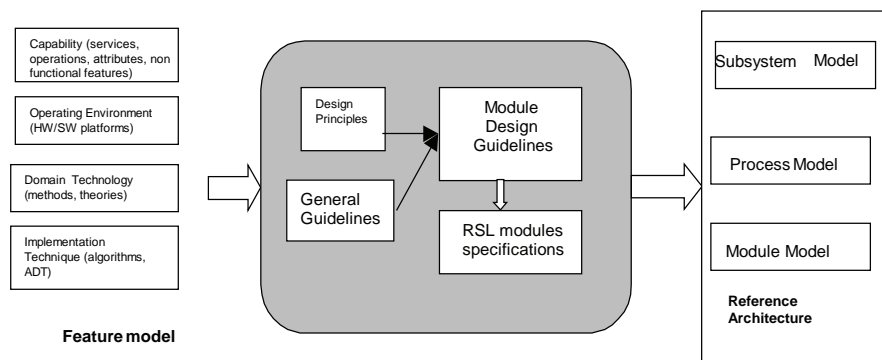 Capability (services,
operations, attributes, non
functional features)
Operating Environment
(HW/SW platforms)
Domain Technology
(methods, theories)
Implementation
Technique (algorithms,
ADT)
Feature model
Design
Principles
General
Guidelines
Module
Design
Guidelines
RSL modules
specifications
Subsystem Model
Process Model
Module Model
Reference
Architecture